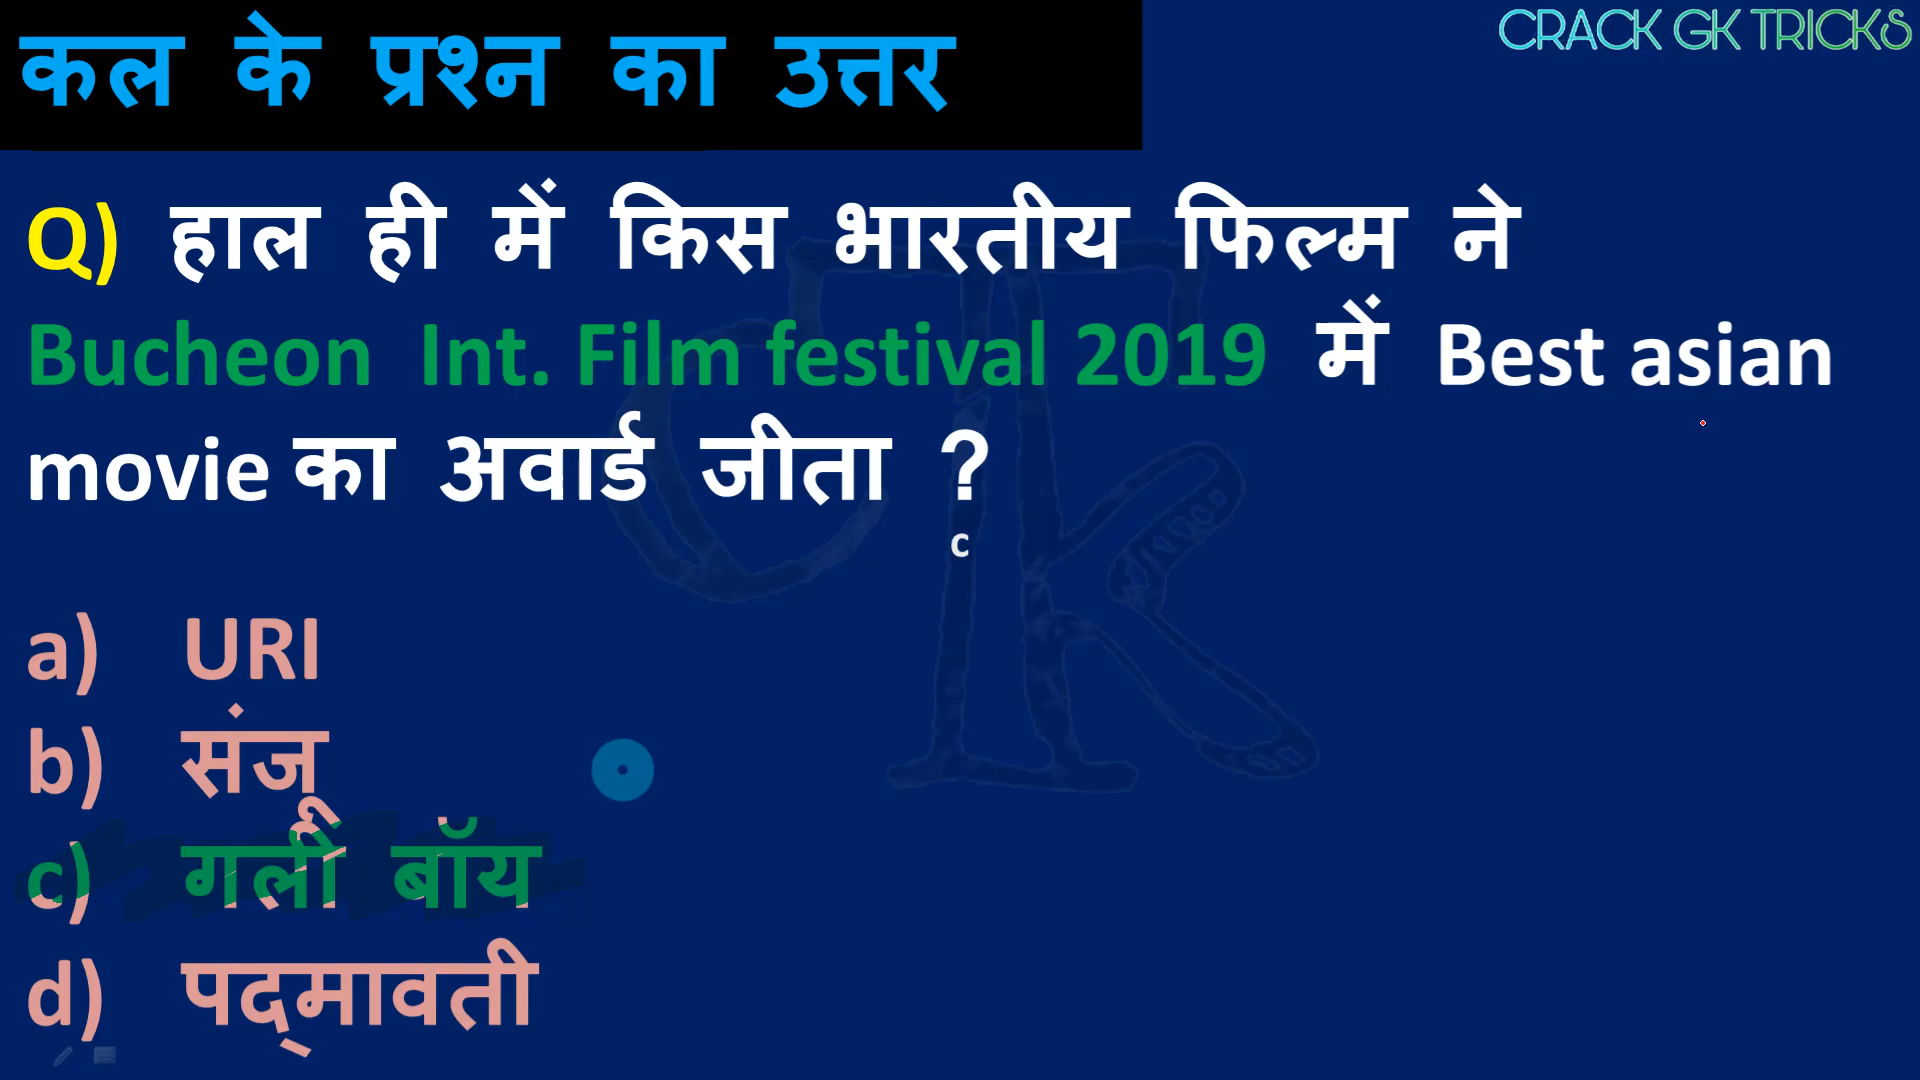 कल के प्रश्न का उत्तर
CRACK GK TRICKS
Q) हाल ही में किस भारतीय फिल्म ने
Bucheon Int. Film festival 2019 में Best asian
movie का अवार्ड जीता ?
c
a) URI
b) संजू
c) गली बॉय
d) पद्मावती